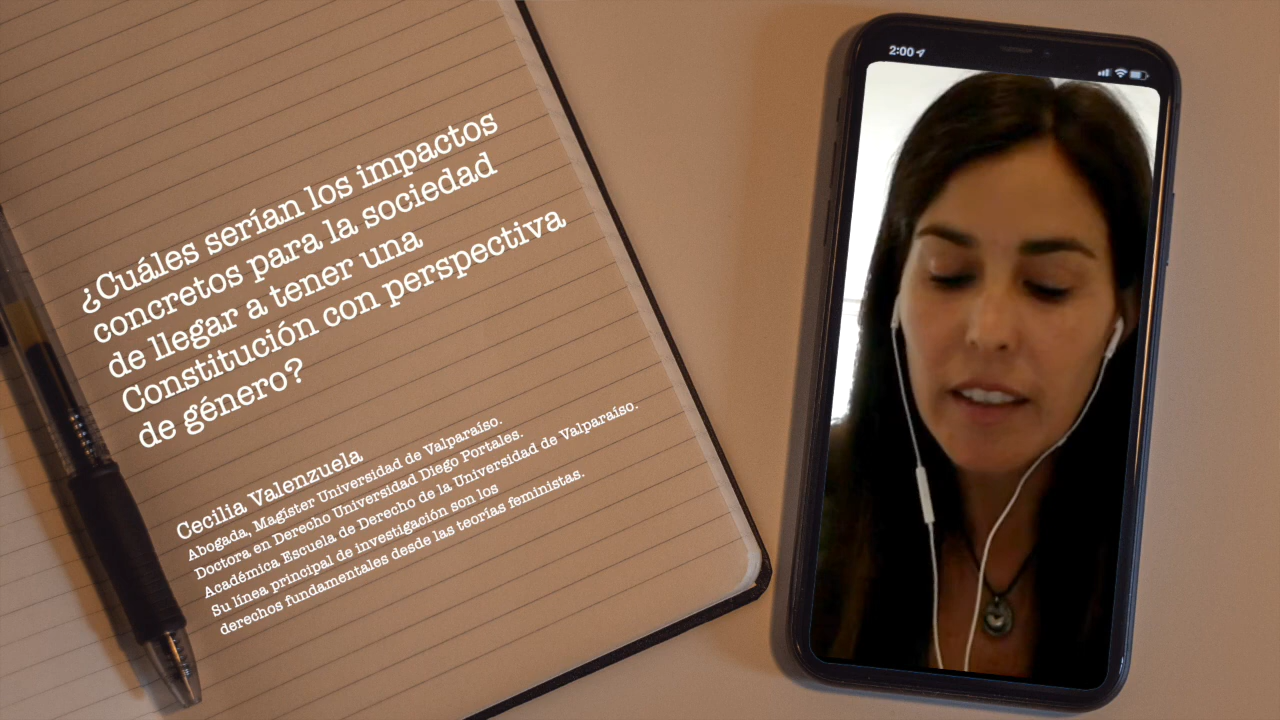 ¿Cuáles serían los impactos
concretos para la sociedad
de llegar a tener una
Constitución con perspectiva
de género?
Cecilia Valenzuela
Abogada, Magíster Universidad de Valparaíso.
Doctora en Derecho Universidad Diego Portales.
Académica Escuela de Derecho de la Universidad de Valparaíso.
Su línea principal de investigación son los
derechos fundamentales desde las teorías feministas.
2:00